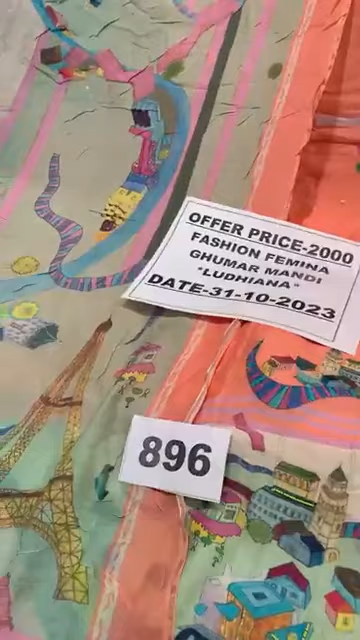 OFFER PRICE-2000
FASHION FEMINA
GHUMAR MANDI
"LUDHIANA"
DATE-31-10-2023
896